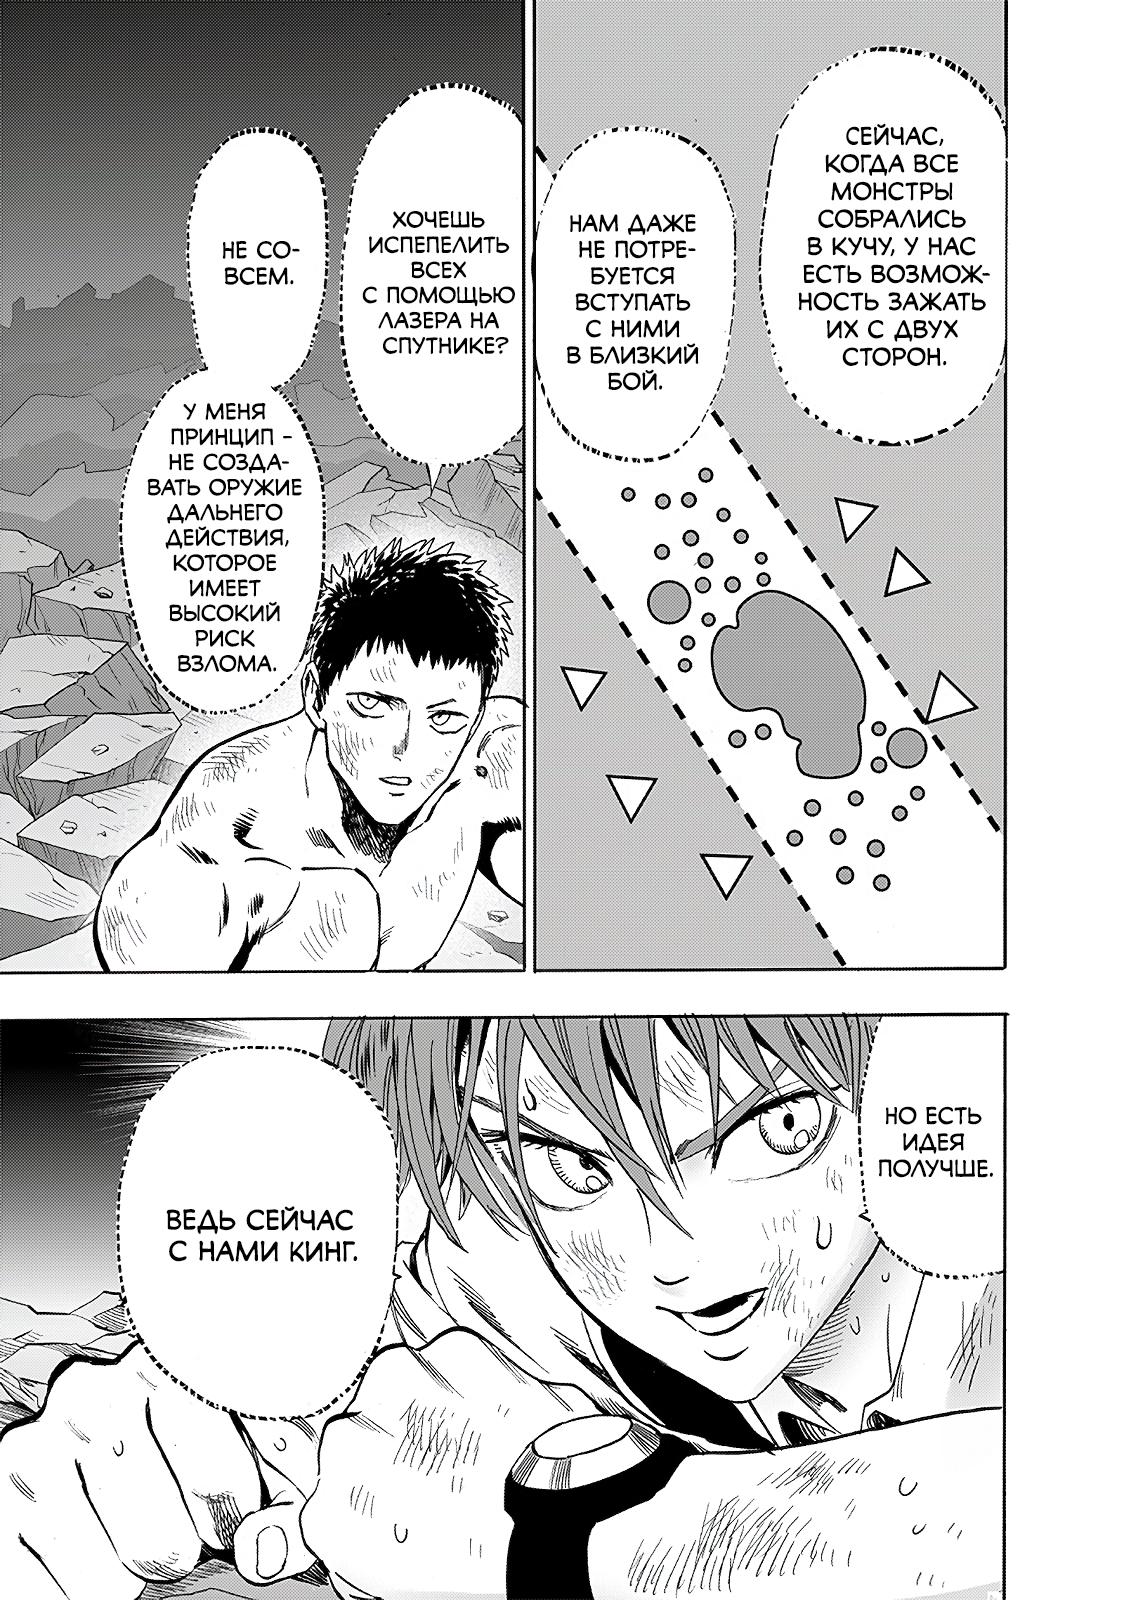 СЕЙЧАС,
КОГДА ВСЕ
МОНСТРЫ
СОБРАЛИСЬ
В КУЧУ, У НАС
ЕСТЬ ВОЗМОЖ-
НОСТЬ ЗАЖАТЬ
ИХ С ДВУХ
СТОРОН.
НАМ ДАЖЕ
НЕ ПОТРЕ-
БУЕТСЯ
ВСТУПАТЬ
С НИМИ
В БЛИЗКИЙ
БОЙ.
ХОЧЕШЬ
ИСПЕПЕЛИТЬ
ВСЕХ
С ПОМОЩЬЮ
ЛАЗЕРА НА
СПУТНИКЕ?
НЕ СО-
ВСЕМ.
У МЕНЯ
ПРИНЦИП -
НЕ СОЗДА-
ВАТЬ ОРУЖИЕ
ДАЛЬНЕГО
ДЕЙСТВИЯ,
КОТОРОЕ
ИМЕЕТ
ВЫСОКИЙ
РИСК
ВЗЛОМА.
НО ЕСТЬ
ИДЕЯ
ПОЛУЧШЕ.
ВЕДЬ СЕЙЧАС
С НАМИ КИНГ.